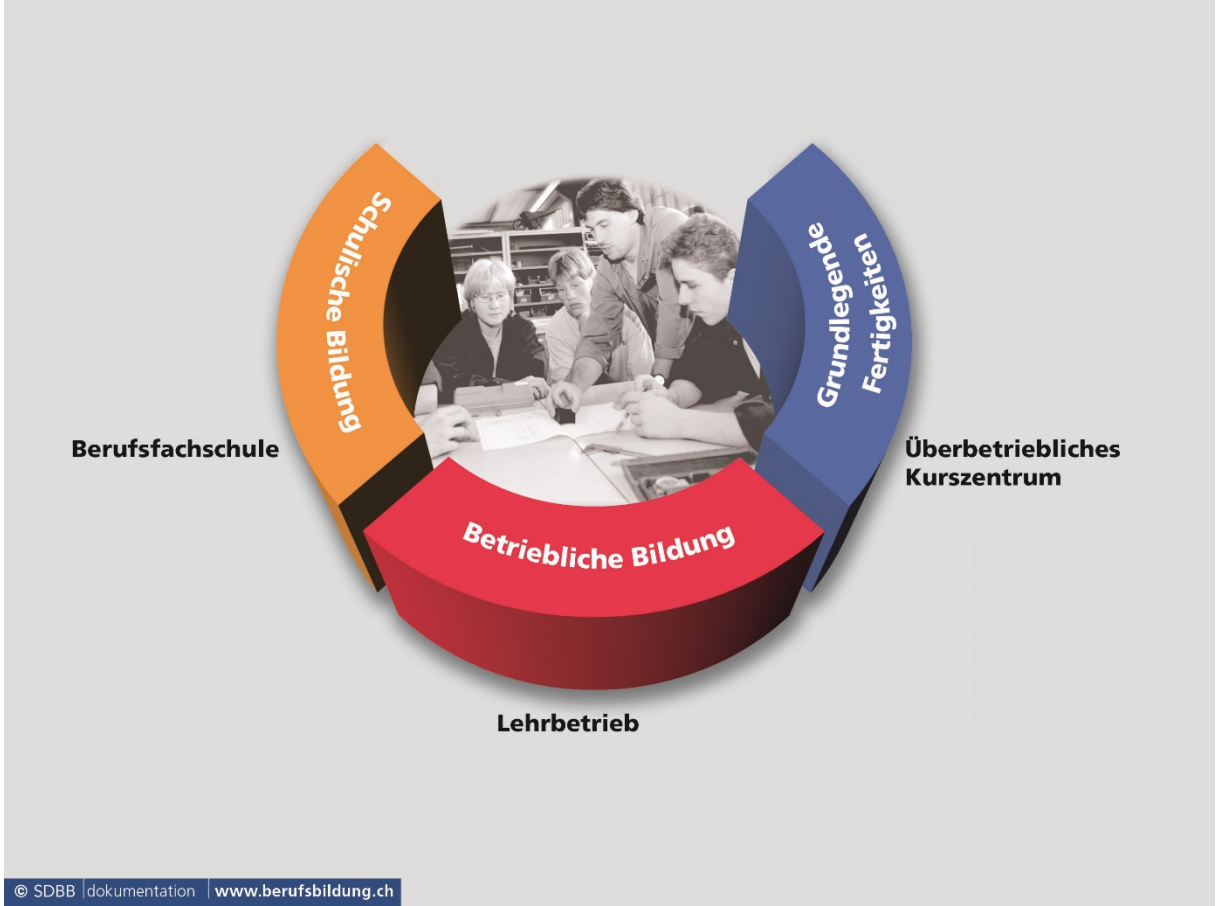 Schulische Bildung
Grundlegende
Fertigkeiten
Berufsfachschule
Überbetriebliches
Kurszentrum
Betriebliche Bildung
Lehrbetrieb
© SDBB |dokumentation | www.berufsbildung.ch